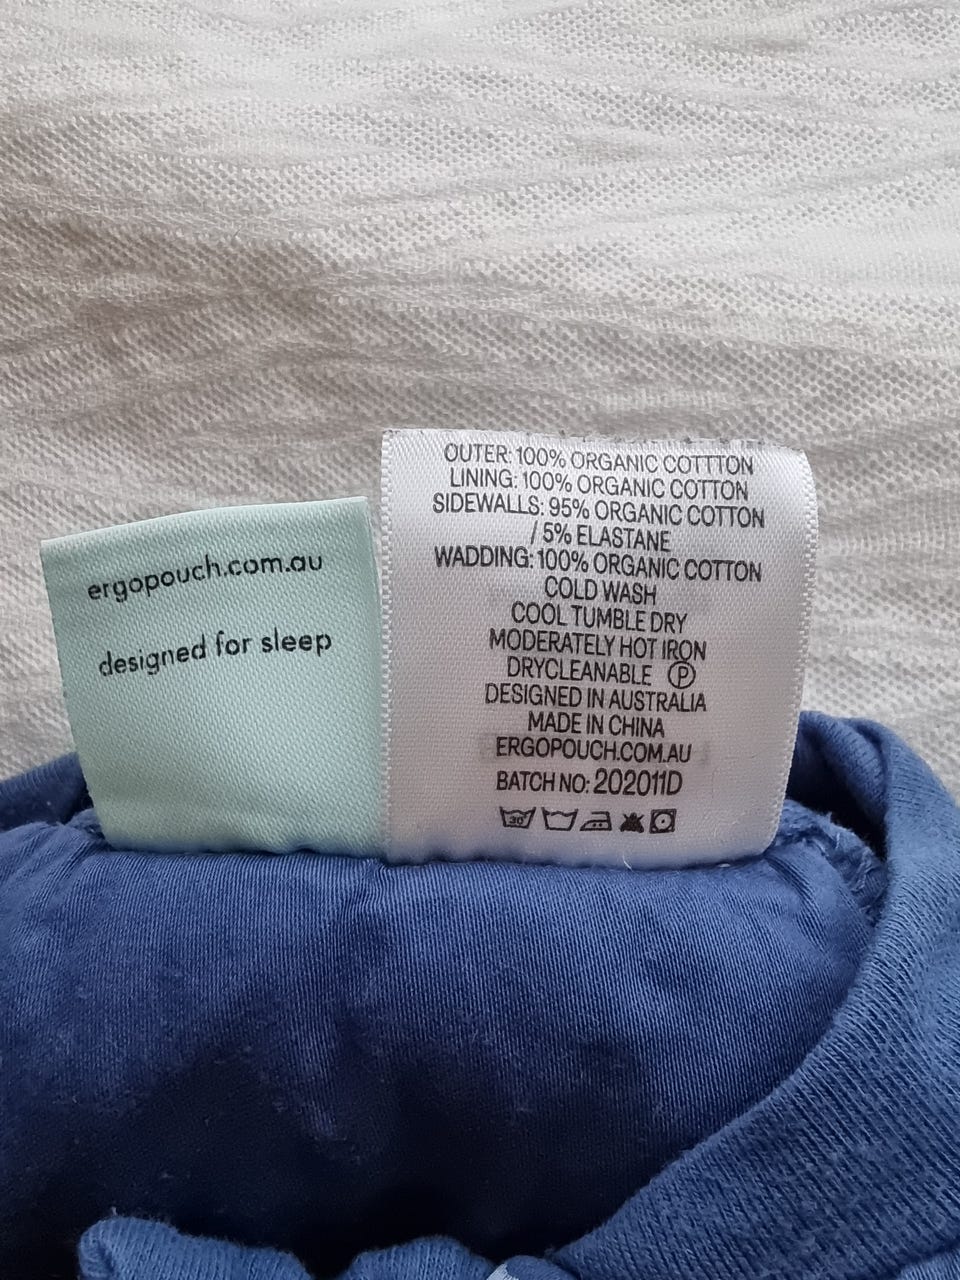 ergopouch.com.au
designed for sleep
OUTER: 100% ORGANIC COTTTON
LINING: 100% ORGANIC COTTON
SIDEWALLS: 95% ORGANIC COTTON
/ 5% ELASTANE
WADDING: 100% ORGANIC COTTON
COLD WASH
COOL TUMBLE DRY
MODERATELY HOT IRON
DRYCLEANABLE Ⓟ
DESIGNED IN AUSTRALIA
MADE IN CHINA
ERGOPOUCH.COM.AU
BATCH NO: 202011D
30